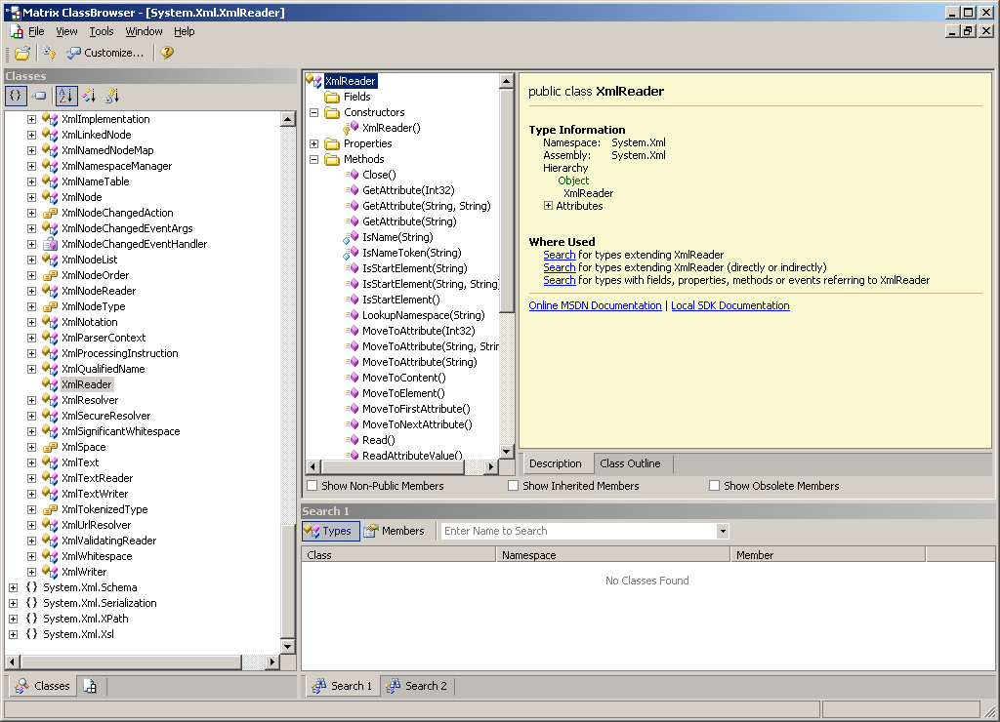 Matrix ClassBrowser - [System.Xml.XmlReader]
File View Tools Window Help
Customize...
Classes
XmlImplementation
XmlLinkedNode
XmlNamedNodeMap
XmlNamespaceManager
XmlNameTable
XmlNode
XmlNodeChangedAction
XmlNodeChangedEventArgs
XmlNodeChangedEventHandler
XmlNodeList
XmlNodeOrder
XmlNodeReader
XmlNodeType
XmlNotation
XmlParserContext
XmlProcessingInstruction
XmlQualifiedName
XmlReader
XmlResolver
XmlSecureResolver
XmlSignificantWhitespace
XmlSpace
XmlText
XmlTextReader
XmlTextWriter
XmlTokenizedType
XmlUrlResolver
XmlValidatingReader
XmlWhitespace
XmlWriter
{} System.Xml.Schema
{} System.Xml.Serialization
{} System.Xml.XPath
{} System.Xml.Xsl
Classes
XmlReader
Fields
Constructors
XmlReader()
Properties
Methods
Close()
GetAttribute(Int32)
GetAttribute(String, String)
GetAttribute(String)
IsName(String)
IsNameToken(String)
IsStartElement(String)
IsStartElement(String, String
IsStartElement()
LookupNamespace(String)
MoveToAttribute(Int32)
MoveToAttribute(String, Strin
MoveToAttribute(String)
MoveToContent()
MoveToElement()
MoveToFirstAttribute()
MoveToNextAttribute()
Read()
ReadAttributeValue()
public class XmlReader
Type Information
Namespace: System.Xml
Assembly: System.Xml
Hierarchy
Object
XmlReader
Attributes
Where Used
Search for types extending XmlReader
Search for types extending XmlReader (directly or indirectly)
Search for types with fields, properties, methods or events referring to XmlReader
Online MSDN Documentation | Local SDK Documentation
Description Class Outline
Show Non-Public Members Show Inherited Members Show Obsolete Members
Search 1
Types Members Enter Name to Search
Class Namespace Member
No Classes Found
Search 1 Search 2